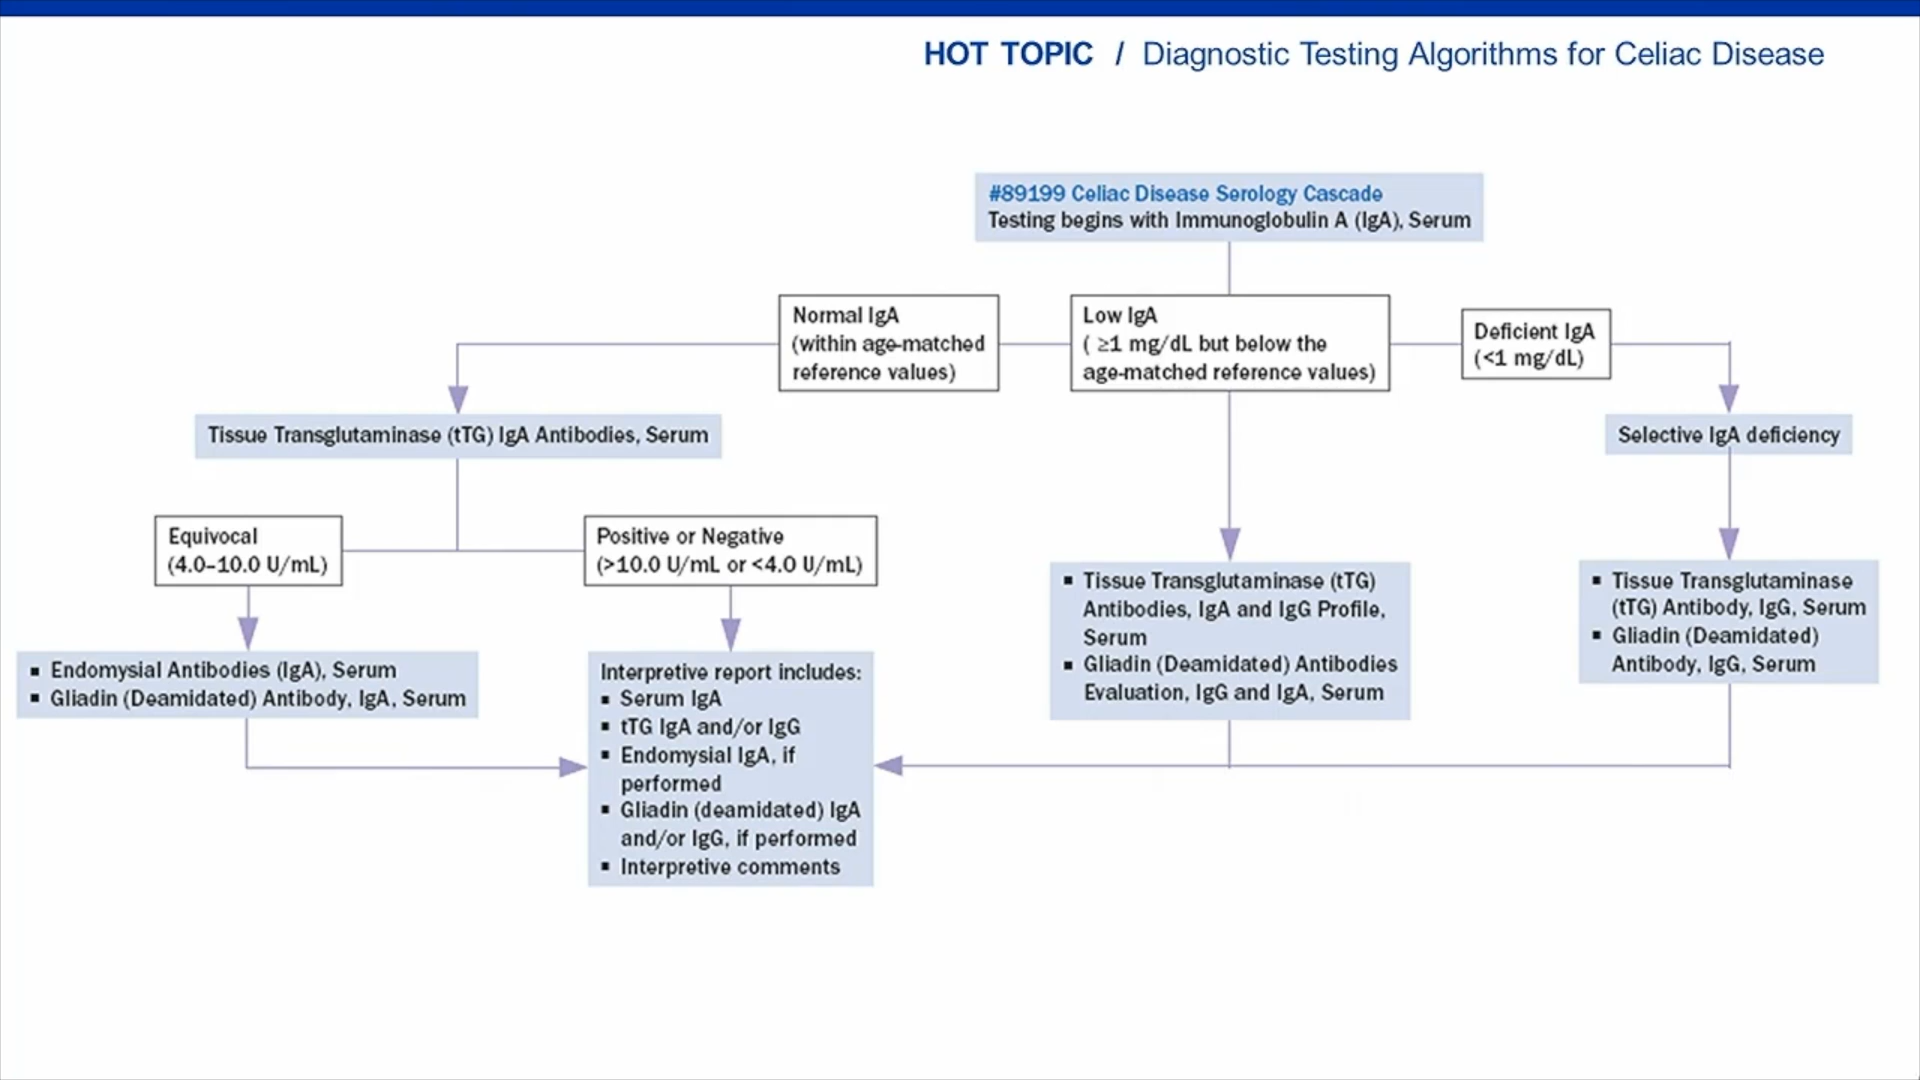 HOT TOPIC / Diagnostic Testing Algorithms for Celiac Disease
#89199 Celiac Disease Serology Cascade
Testing begins with Immunoglobulin A (IgA), Serum
Normal IgA
(within age-matched
reference values)
Low IgA
( ≥1 mg/dL but below the
age-matched reference values)
Deficient IgA
(<1 mg/dL)
Tissue Transglutaminase (tTG) IgA Antibodies, Serum
Selective IgA deficiency
Equivocal
(4.0–10.0 U/mL)
Positive or Negative
(>10.0 U/mL or <4.0 U/mL)
▪ Endomysial Antibodies (IgA), Serum
▪ Gliadin (Deamidated) Antibody, IgA, Serum
Interpretive report includes:
▪ Serum IgA
▪ tTG IgA and/or IgG
▪ Endomysial IgA, if
performed
▪ Gliadin (deamidated) IgA
and/or IgG, if performed
▪ Interpretive comments
▪ Tissue Transglutaminase (tTG)
Antibodies, IgA and IgG Profile,
Serum
▪ Gliadin (Deamidated) Antibodies
Evaluation, IgG and IgA, Serum
▪ Tissue Transglutaminase
(tTG) Antibody, IgG, Serum
▪ Gliadin (Deamidated)
Antibody, IgG, Serum